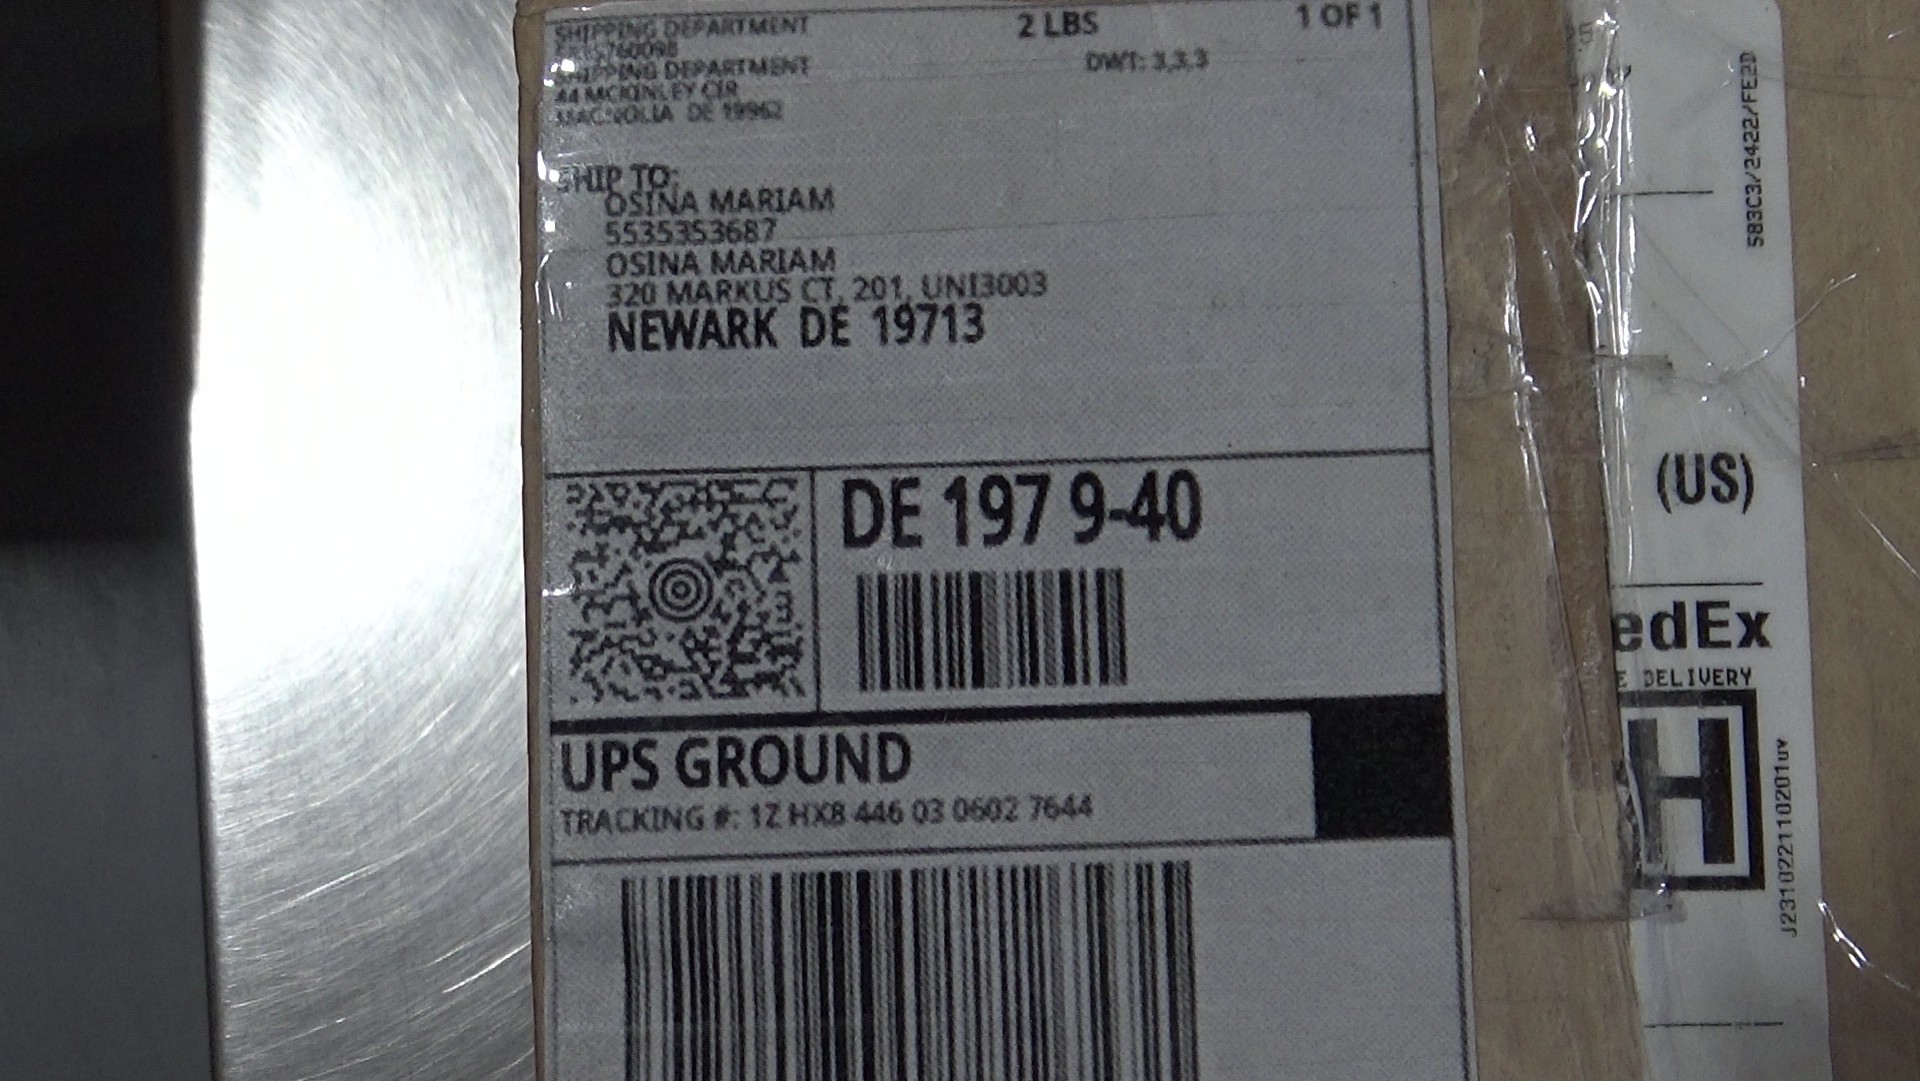 SHIPPING DEPARTMENT
SHIPPING DEPARTMENT
44 MCKINLEY CIR
MAGNOLIA DE 19962
2 LBS
1 OF 1
DWT: 3,3,3
SHIP TO:
OSINA MARIAM
5535353687
OSINA MARIAM
320 MARKUS CT, 201, UNI3003
NEWARK DE 19713
DE 197 9-40
UPS GROUND
TRACKING #: 1Z HX8 446 03 0602 7644
583C3/2422/FE2D
(US)
edEx
E DELIVERY
H
J231022110201uv